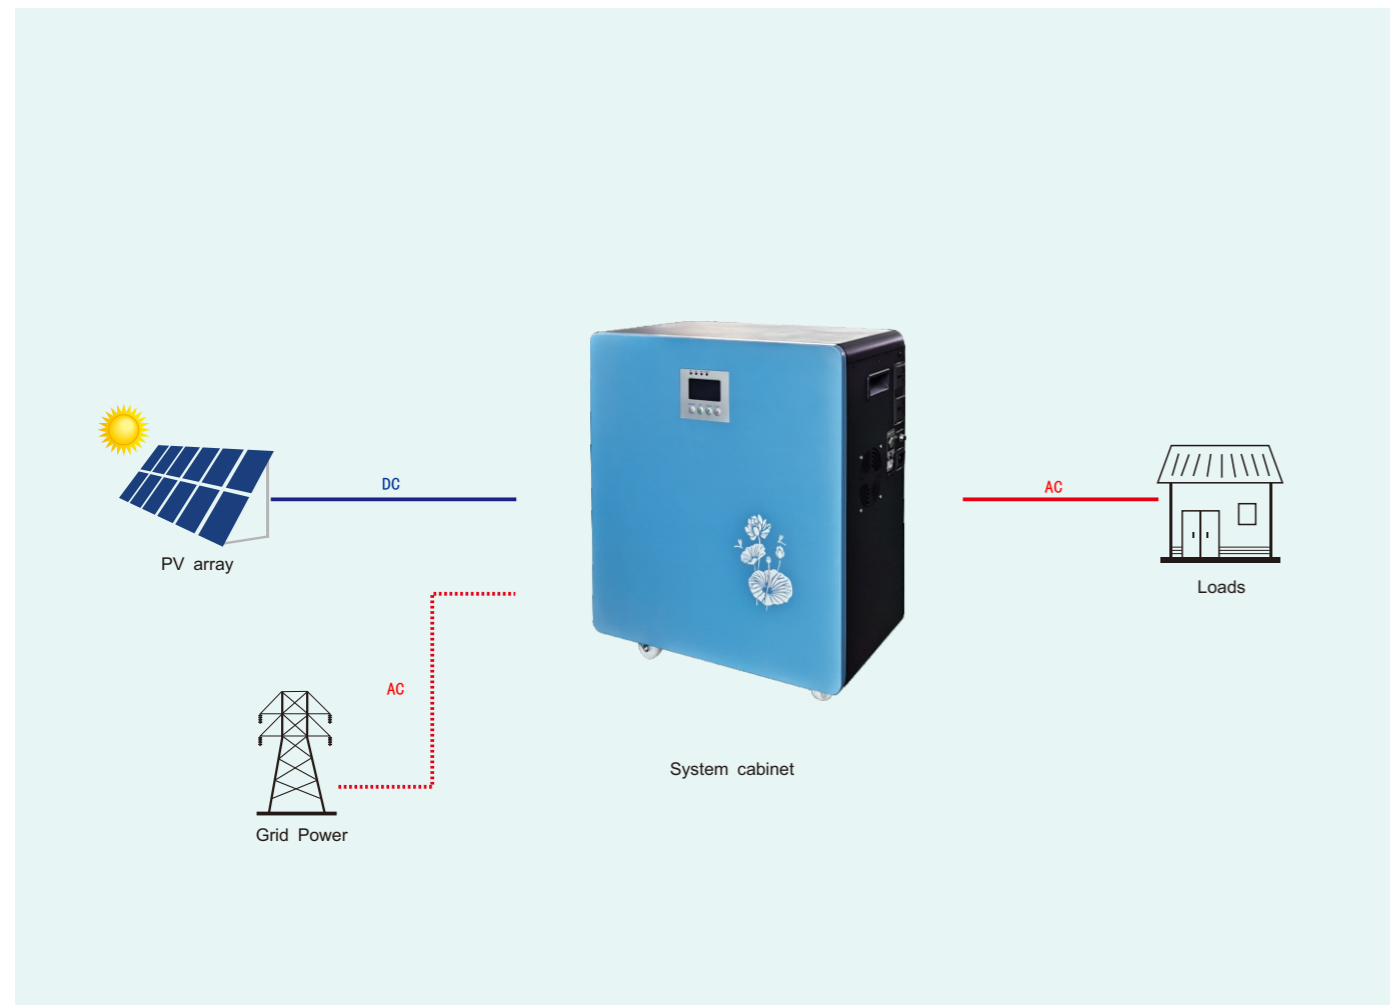 DC
AC
PV array
Loads
AC
System cabinet
Grid Power